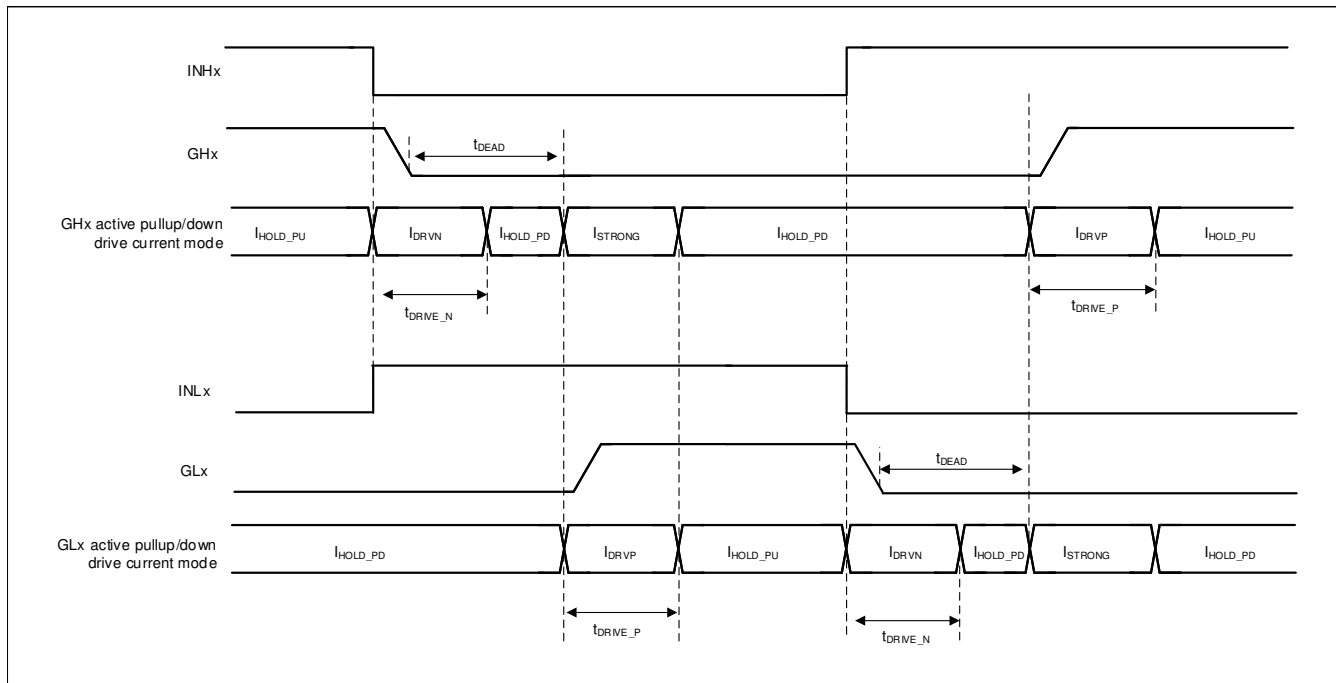 INHx
GHx
tDEAD
GHx active pullup/down
drive current mode
IHOLD_PU IDRVN IHOLD_PD ISTRONG IHOLD_PD IDRVP IHOLD_PU
tDRIVE_N
tDRIVE_P
INLx
GLx
tDEAD
GLx active pullup/down
drive current mode
IHOLD_PD IDRVP IHOLD_PU IDRVN IHOLD_PD ISTRONG IHOLD_PD
tDRIVE_P
tDRIVE_N